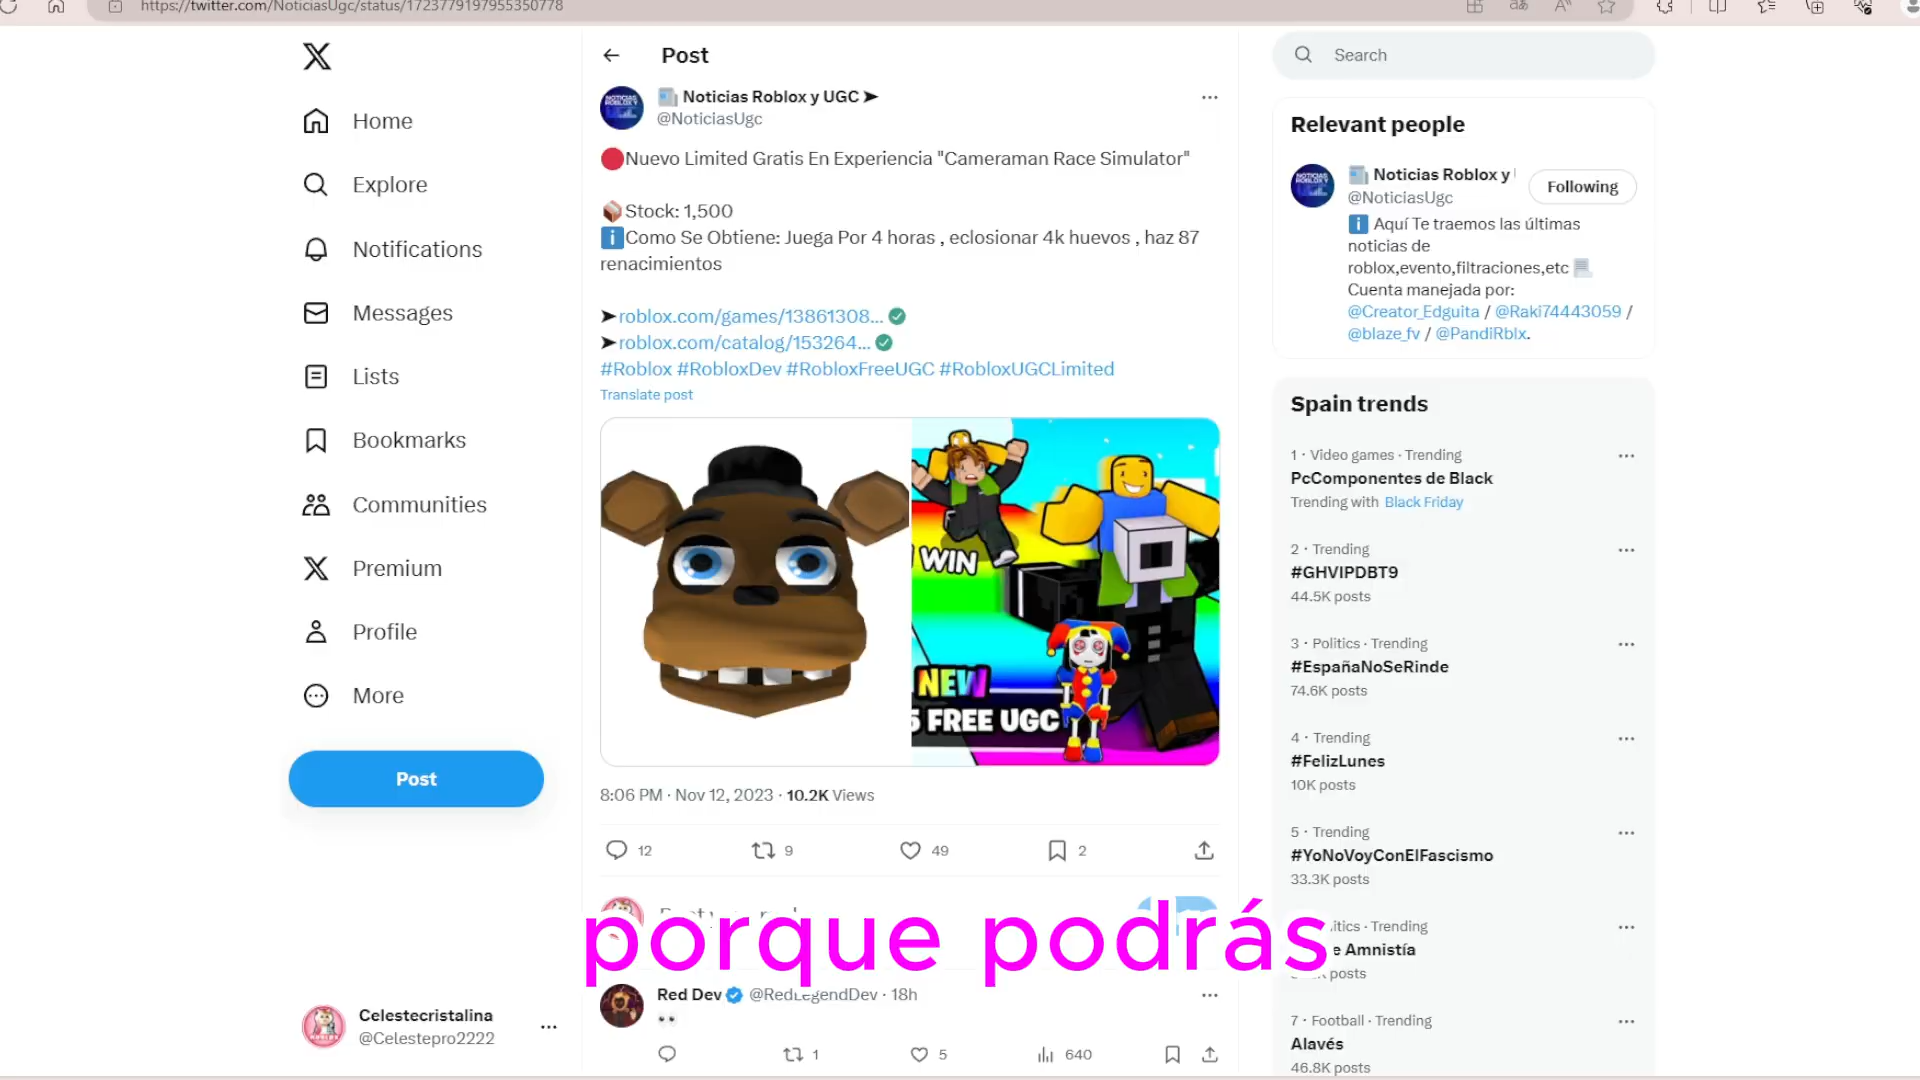 https://twitter.com/NoticiasUgc/status/1723779197955350778
Home
Explore
Notifications
Messages
Lists
Bookmarks
Communities
Premium
Profile
More
Post
Celestecristalina
@Celestepro2222
Post
Noticias Roblox y UGC ➤
@NoticiasUgc
🔴Nuevo Limited Gratis En Experiencia "Cameraman Race Simulator"
📦Stock: 1,500
ℹ️Como Se Obtiene: Juega Por 4 horas , eclosionar 4k huevos , haz 87
renacimientos
➤roblox.com/games/13861308...
➤roblox.com/catalog/153264...
#Roblox #RobloxDev #RobloxFreeUGC #RobloxUGCLimited
Translate post
WIN
NEW
5 FREE UGC
8:06 PM · Nov 12, 2023 · 10.2K Views
12
9
49
2
porque podrás
Red Dev @RedLegendDev · 18h
👀
1
5
640
Search
Relevant people
Noticias Roblox y
@NoticiasUgc
Following
ℹ️ Aquí Te traemos las últimas
noticias de
roblox,evento,filtraciones,etc
Cuenta manejada por:
@Creator_Edguita / @Raki74443059 /
@blaze_fv / @PandiRblx.
Spain trends
1 · Video games · Trending
PcComponentes de Black
Trending with Black Friday
2 · Trending
#GHVIPDBT9
44.5K posts
3 · Politics · Trending
#EspañaNoSeRinde
74.6K posts
4 · Trending
#FelizLunes
10K posts
5 · Trending
#YoNoVoyConElFascismo
33.3K posts
Trending
Amnistía
posts
7 · Football · Trending
Alavés
46.8K posts